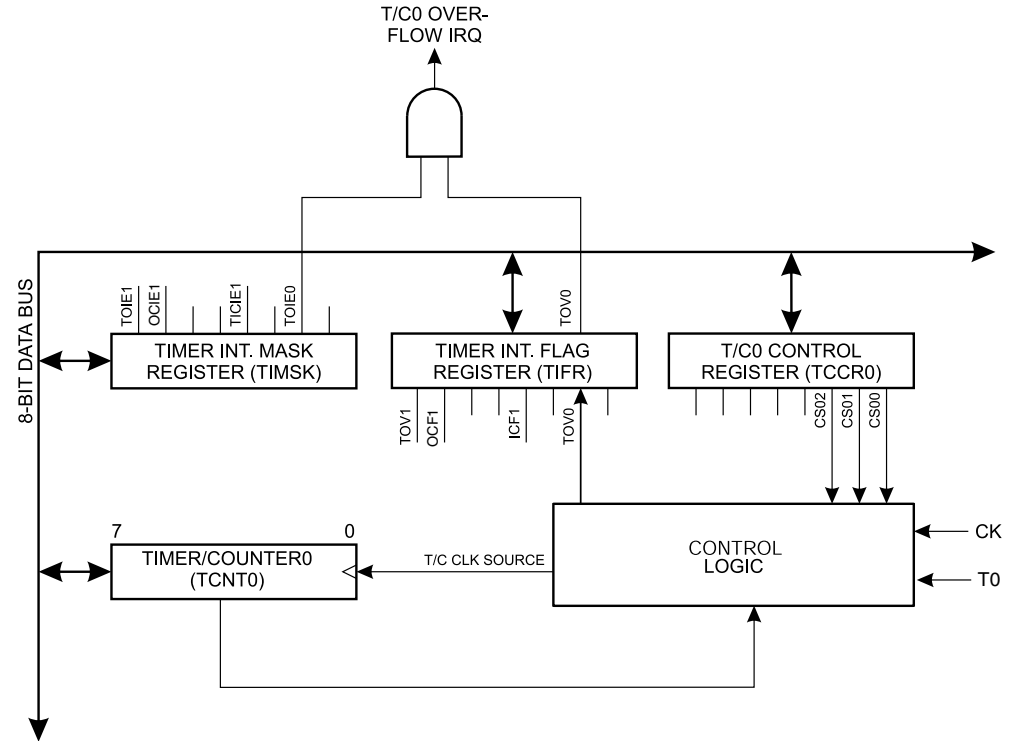 T/C0 OVER-
FLOW IRQ
8-BIT DATA BUS
TOIE1
OCIE1
TICIE1
TOIE0
TOV0
TIMER INT. MASK
REGISTER (TIMSK)
TIMER INT. FLAG
REGISTER (TIFR)
T/C0 CONTROL
REGISTER (TCCR0)
TOV1
OCF1
ICF1
TOV0
CS02
CS01
CS00
7 0
TIMER/COUNTER0
(TCNT0)
T/C CLK SOURCE
CONTROL
LOGIC
CK
T0